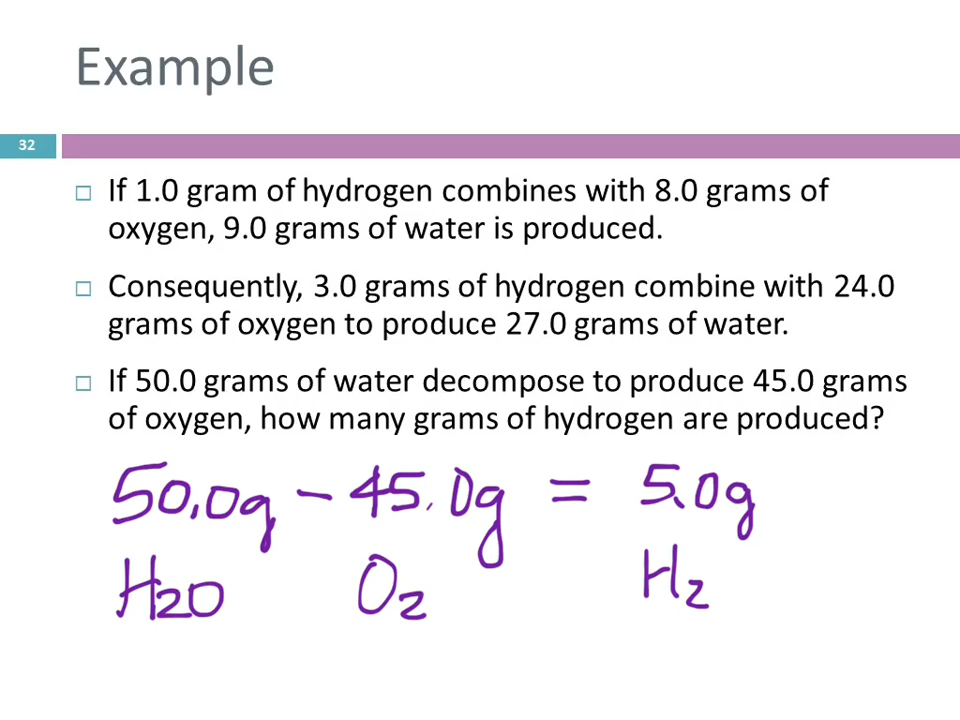 Example
32
If 1.0 gram of hydrogen combines with 8.0 grams of
oxygen, 9.0 grams of water is produced.
Consequently, 3.0 grams of hydrogen combine with 24.0
grams of oxygen to produce 27.0 grams of water.
If 50.0 grams of water decompose to produce 45.0 grams
of oxygen, how many grams of hydrogen are produced?
50.0g - 45.0g = 5.0g
H2O O2 H2